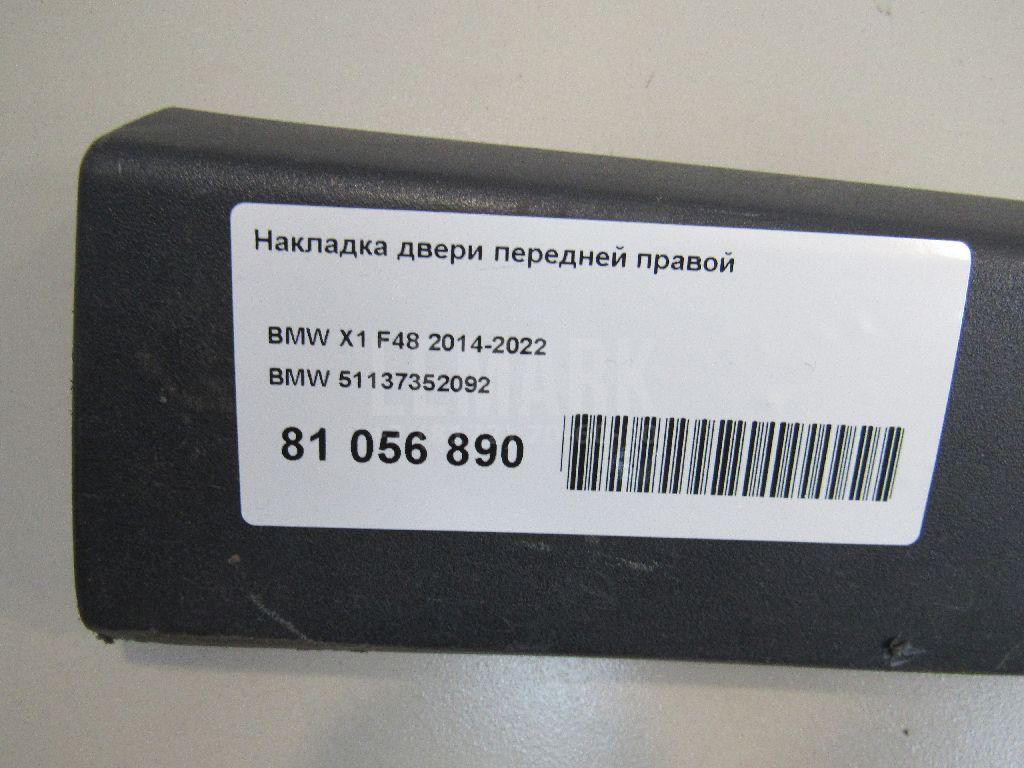 Накладка двери передней правой
BMW X1 F48 2014-2022
BMW 51137352092
81 056 890